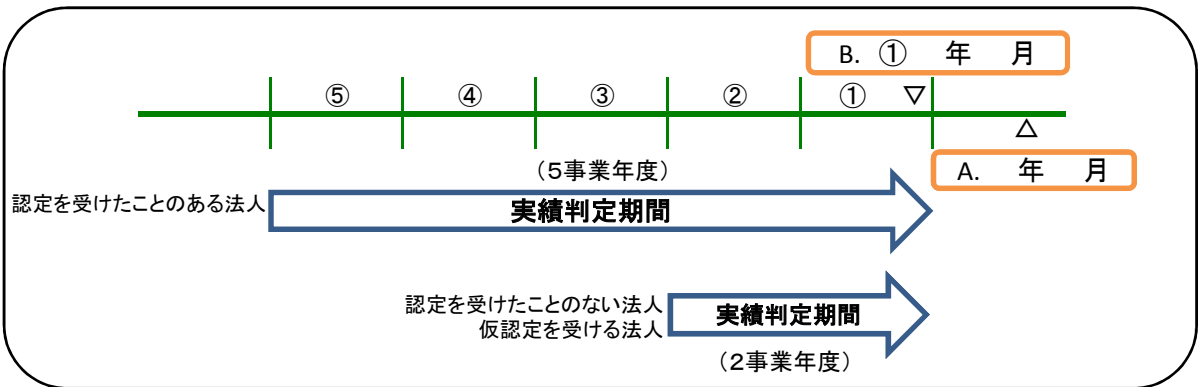 B. ① 年 月
⑤ ④ ③ ② ① ▽
△
A. 年 月
(5事業年度)
認定を受けたことのある法人
実績判定期間
認定を受けたことのない法人
仮認定を受ける法人
実績判定期間
(2事業年度)